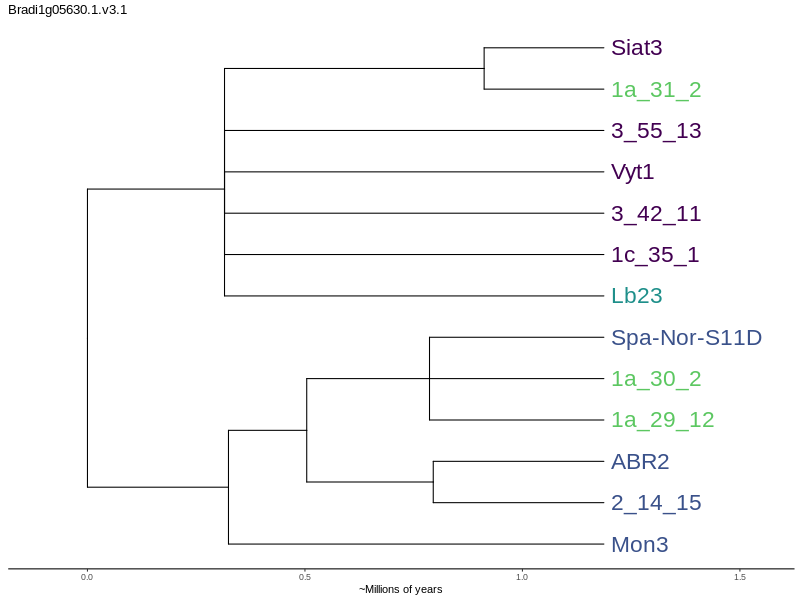 Bradi1g05630.1.v3.1
Siat3
1a_31_2
3_55_13
Vyt1
3_42_11
1c_35_1
Lb23
Spa-Nor-S11D
1a_30_2
1a_29_12
ABR2
2_14_15
Mon3
0.0 0.5 1.0 1.5
~Millions of years